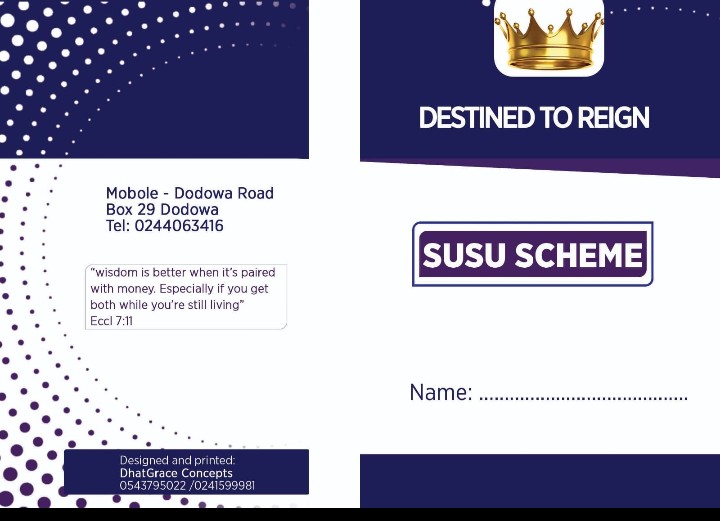 Mobole - Dodowa Road
Box 29 Dodowa
Tel: 0244063416
“wisdom is better when it’s paired
with money. Especially if you get
both while you’re still living”
Eccl 7:11
Designed and printed:
DhatGrace Concepts
0543795022 /0241599981
DESTINED TO REIGN
SUSU SCHEME
Name: ..........................................